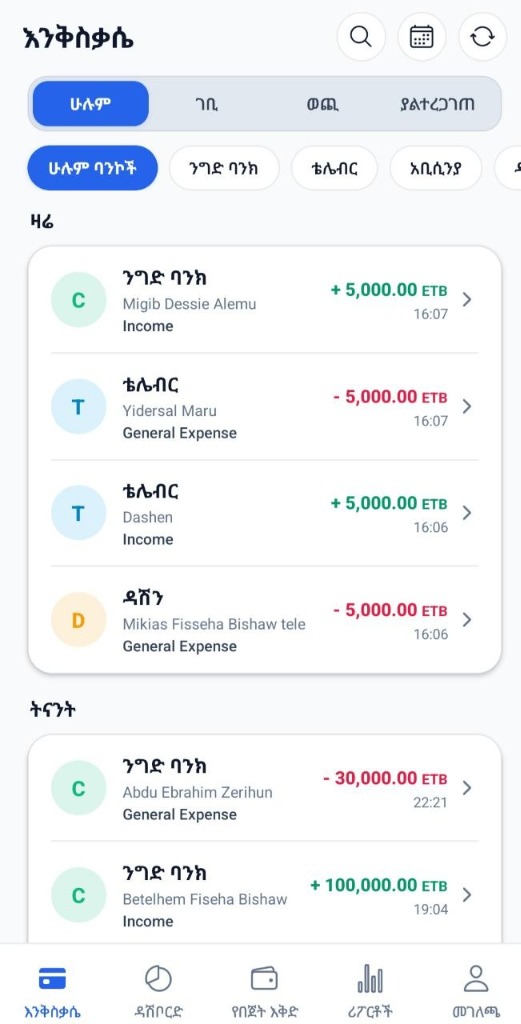 እንቅስቃሴ
ሁሉም
ገቢ
ወጪ
ያልተረጋገጠ
ሁሉም ባንኮች
ንግድ ባንክ
ቴሌብር
አቢሲንያ
ዛሬ
C
ንግድ ባንክ
Migib Dessie Alemu
Income
+ 5,000.00 ETB
16:07
T
ቴሌብር
Yidersal Maru
General Expense
- 5,000.00 ETB
16:07
T
ቴሌብር
Dashen
Income
+ 5,000.00 ETB
16:06
D
ዳሽን
Mikias Fisseha Bishaw tele
General Expense
- 5,000.00 ETB
16:06
ትናንት
C
ንግድ ባንክ
Abdu Ebrahim Zerihun
General Expense
- 30,000.00 ETB
22:21
C
ንግድ ባንክ
Betelhem Fiseha Bishaw
Income
+ 100,000.00 ETB
19:04
እንቅስቃሴ
ዳሽቦርድ
የበጀት እቅድ
ሪፖርቶች
መገለጫ